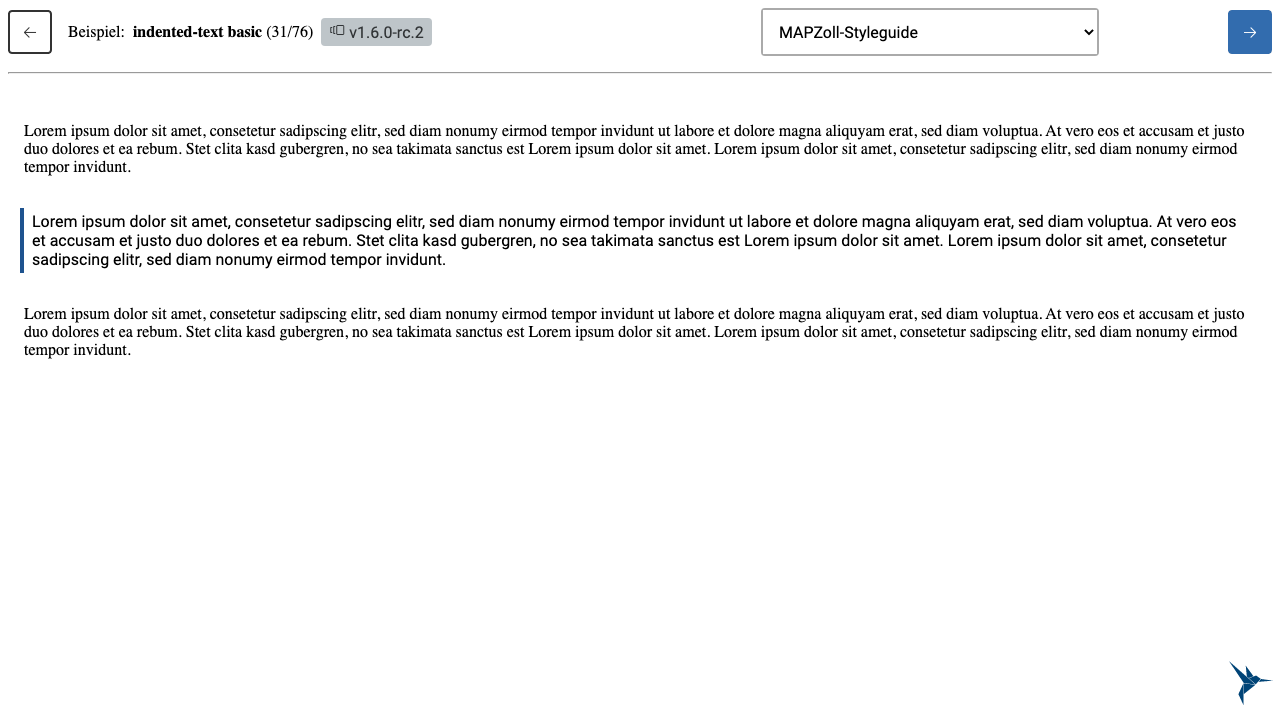 Beispiel: indented-text basic (31/76) v1.6.0-rc.2 MAPZoll-Styleguide
Lorem ipsum dolor sit amet, consetetur sadipscing elitr, sed diam nonumy eirmod tempor invidunt ut labore et dolore magna aliquyam erat, sed diam voluptua. At vero eos et accusam et justo
duo dolores et ea rebum. Stet clita kasd gubergren, no sea takimata sanctus est Lorem ipsum dolor sit amet. Lorem ipsum dolor sit amet, consetetur sadipscing elitr, sed diam nonumy eirmod
tempor invidunt.
Lorem ipsum dolor sit amet, consetetur sadipscing elitr, sed diam nonumy eirmod tempor invidunt ut labore et dolore magna aliquyam erat, sed diam voluptua. At vero eos
et accusam et justo duo dolores et ea rebum. Stet clita kasd gubergren, no sea takimata sanctus est Lorem ipsum dolor sit amet. Lorem ipsum dolor sit amet, consetetur
sadipscing elitr, sed diam nonumy eirmod tempor invidunt.
Lorem ipsum dolor sit amet, consetetur sadipscing elitr, sed diam nonumy eirmod tempor invidunt ut labore et dolore magna aliquyam erat, sed diam voluptua. At vero eos et accusam et justo
duo dolores et ea rebum. Stet clita kasd gubergren, no sea takimata sanctus est Lorem ipsum dolor sit amet. Lorem ipsum dolor sit amet, consetetur sadipscing elitr, sed diam nonumy eirmod
tempor invidunt.